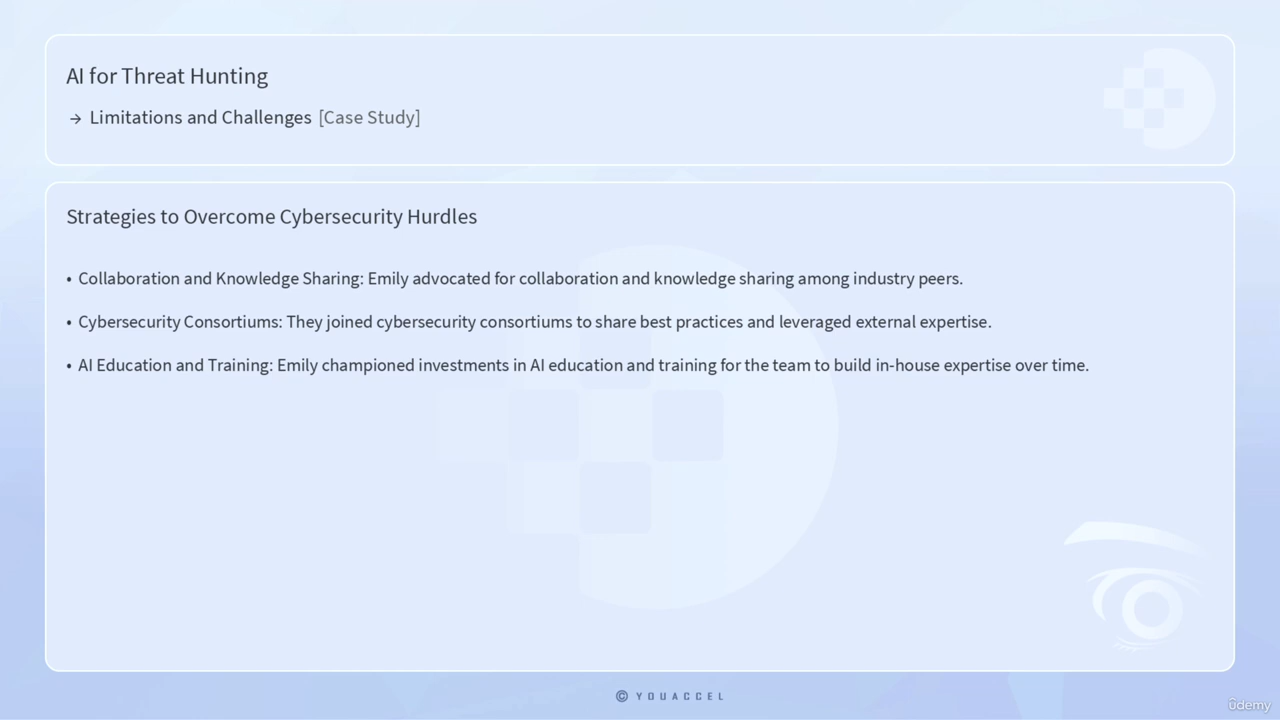 AI for Threat Hunting
→ Limitations and Challenges [Case Study]
Strategies to Overcome Cybersecurity Hurdles
• Collaboration and Knowledge Sharing: Emily advocated for collaboration and knowledge sharing among industry peers.
• Cybersecurity Consortiums: They joined cybersecurity consortiums to share best practices and leveraged external expertise.
• AI Education and Training: Emily championed investments in AI education and training for the team to build in-house expertise over time.
© YOUACCEL
ûdemy